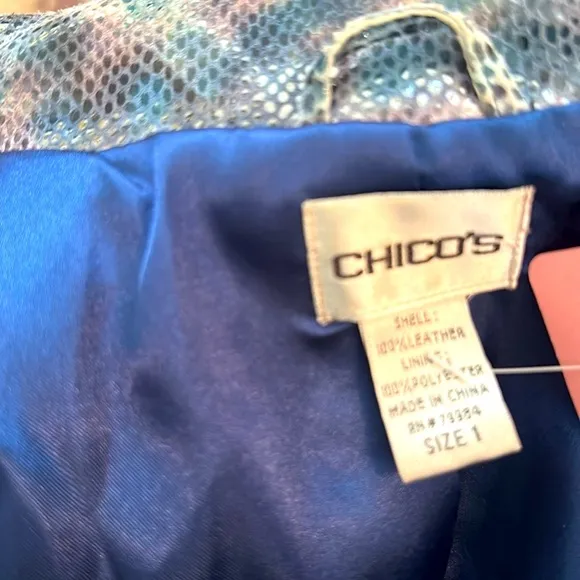 CHICO'S
SHELL:
100% LEATHER
LINING:
100% POLYESTER
MADE IN CHINA
RN # 79384
SIZE 1